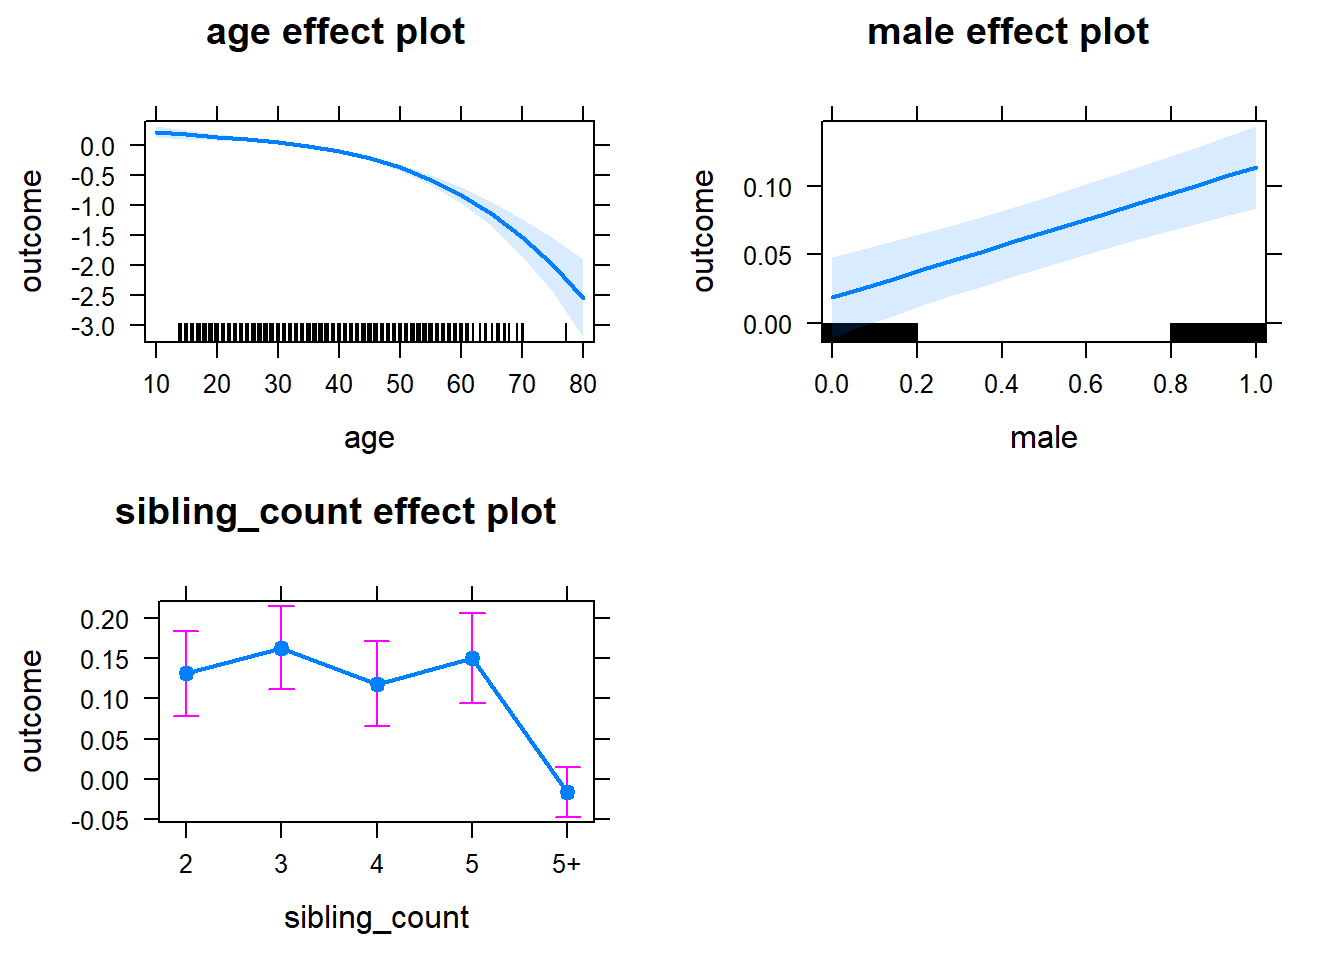 age effect plot
outcome
0.0
-0.5
-1.0
-1.5
-2.0
-2.5
-3.0
10 20 30 40 50 60 70 80
age
male effect plot
outcome
0.10
0.05
0.00
0.0 0.2 0.4 0.6 0.8 1.0
male
sibling_count effect plot
outcome
0.20
0.15
0.10
0.05
0.00
-0.05
2 3 4 5 5+
sibling_count